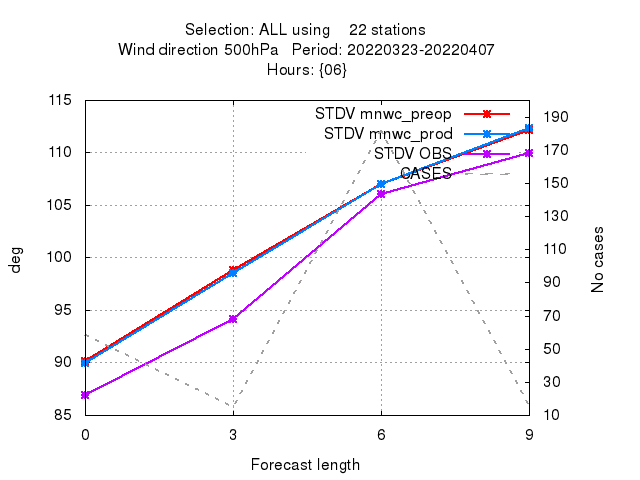 Selection: ALL using    22 stations
Wind direction 500hPa   Period: 20220323-20220407
Hours: {06}
115
110
105
100
95
90
85
190
170
150
130
110
90
70
50
30
10
STDV mnwc_preop
STDV mnwc_prod
STDV OBS
CASES
deg
No cases
0 3 6 9
Forecast length